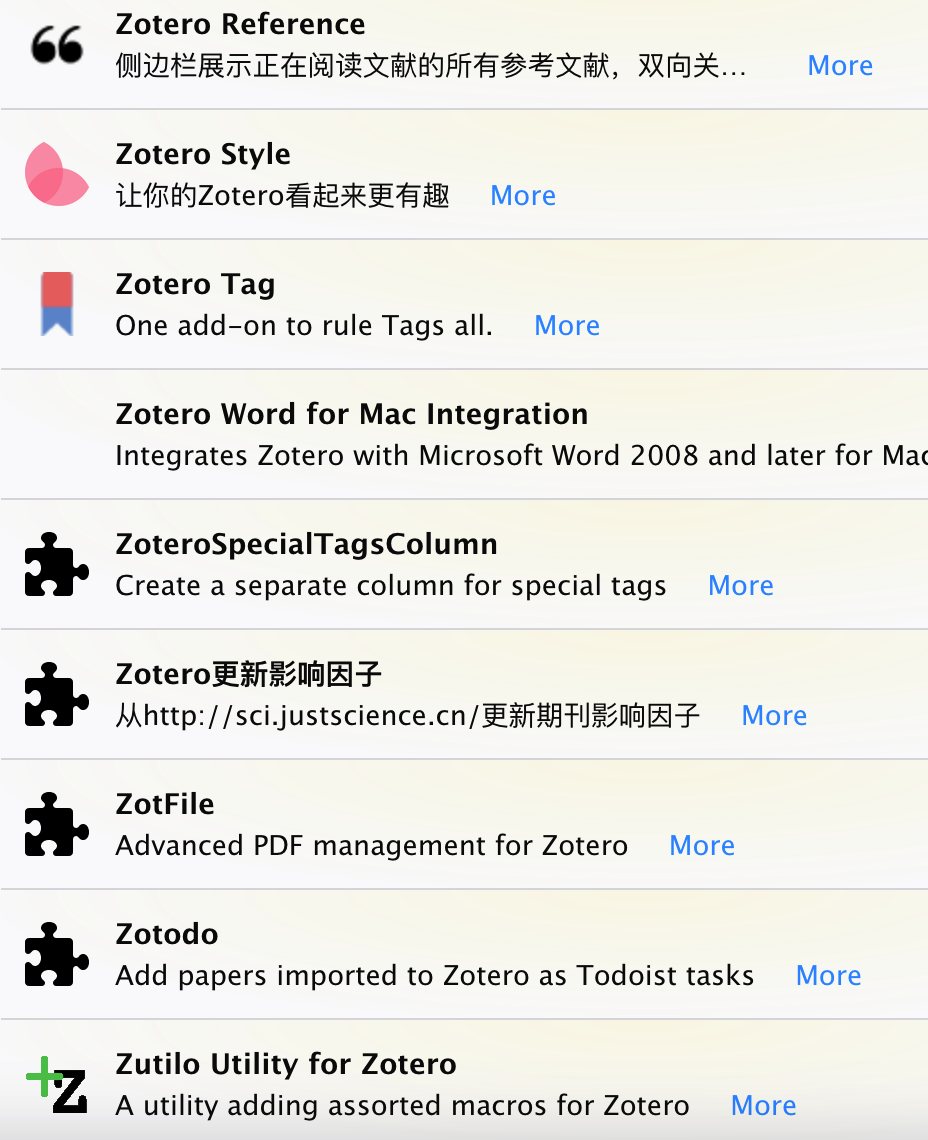 Zotero Reference
侧边栏展示正在阅读文献的所有参考文献，双向关... More
Zotero Style
让你的Zotero看起来更有趣 More
Zotero Tag
One add-on to rule Tags all. More
Zotero Word for Mac Integration
Integrates Zotero with Microsoft Word 2008 and later for Mac
ZoteroSpecialTagsColumn
Create a separate column for special tags More
Zotero更新影响因子
从http://sci.justscience.cn/更新期刊影响因子 More
ZotFile
Advanced PDF management for Zotero More
Zotodo
Add papers imported to Zotero as Todoist tasks More
Zutilo Utility for Zotero
A utility adding assorted macros for Zotero More